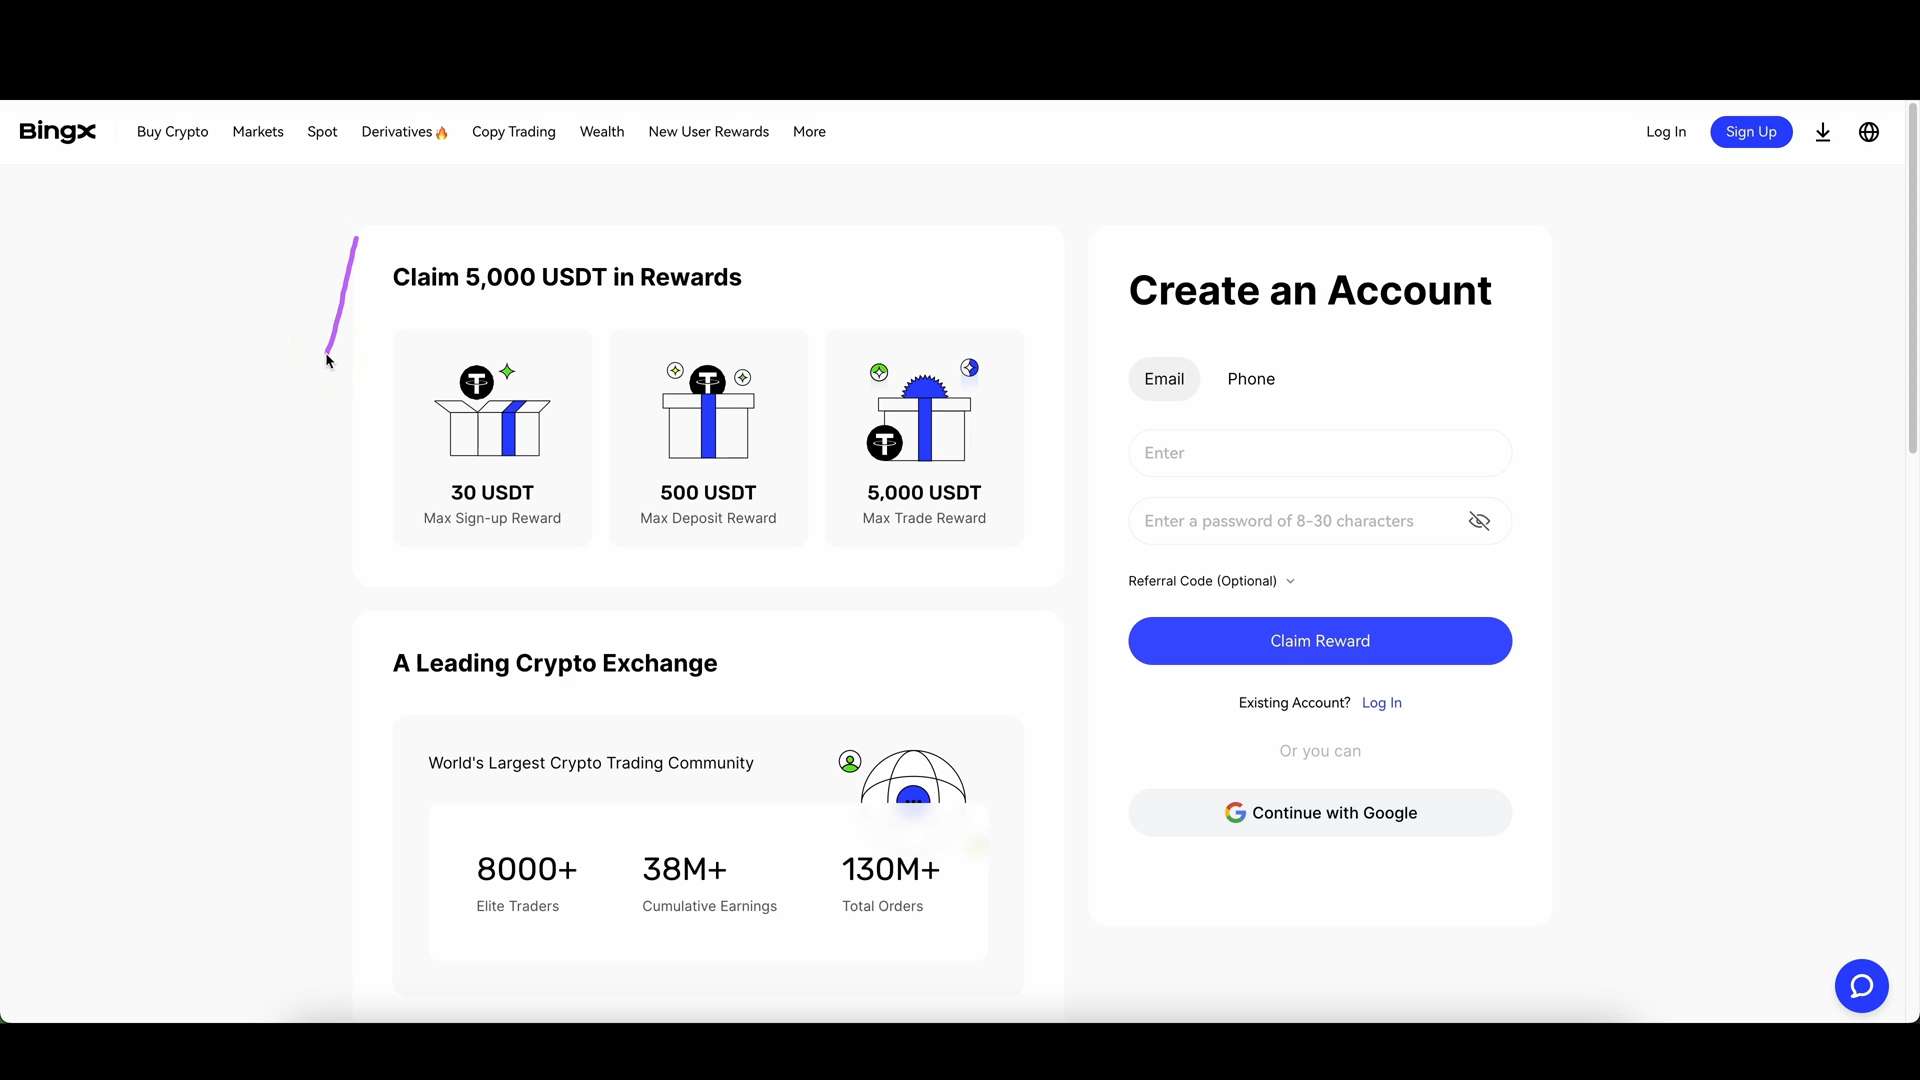 BingX
Buy Crypto Markets Spot Derivatives Copy Trading Wealth New User Rewards More
Log In Sign Up
Claim 5,000 USDT in Rewards
30 USDT
Max Sign-up Reward
500 USDT
Max Deposit Reward
5,000 USDT
Max Trade Reward
A Leading Crypto Exchange
World's Largest Crypto Trading Community
8000+
Elite Traders
38M+
Cumulative Earnings
130M+
Total Orders
Create an Account
Email Phone
Enter
Enter a password of 8-30 characters
Referral Code (Optional)
Claim Reward
Existing Account? Log In
Or you can
Continue with Google